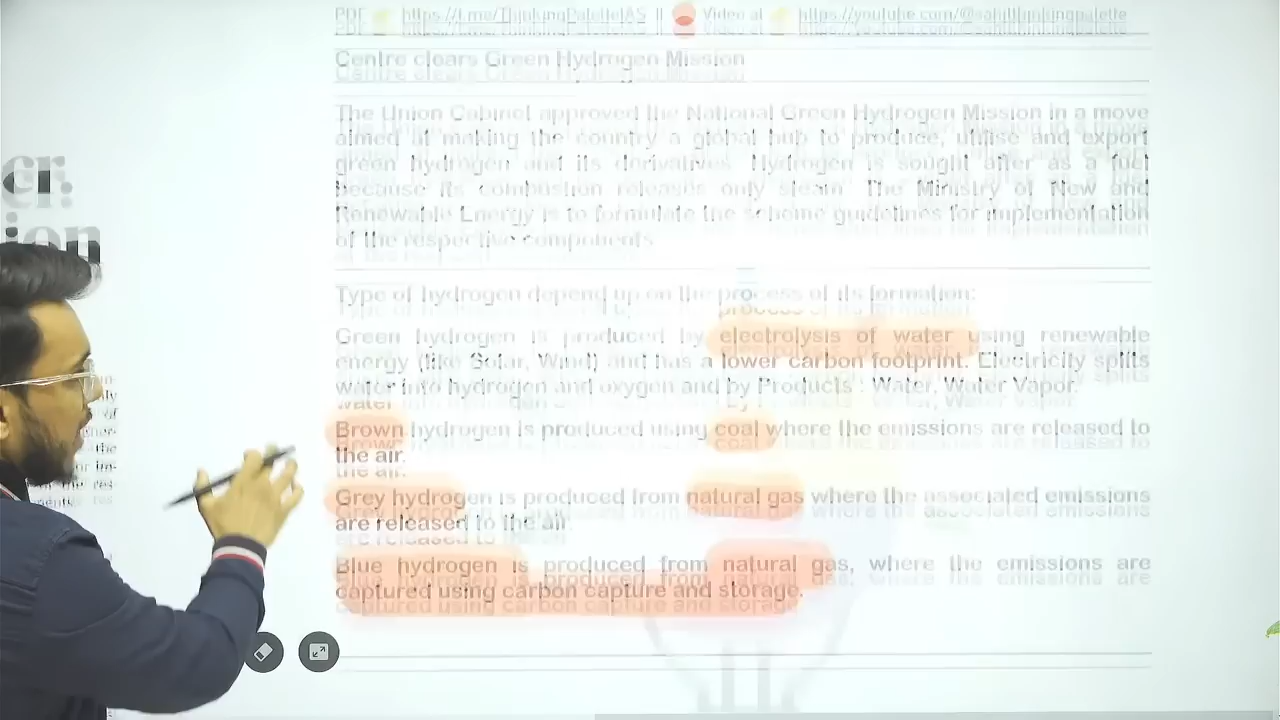 PDF https://t.me/ThinkingPaletteIAS || Video at https://youtube.com/@
Centre clears Green Hydrogen Mission
The Union Cabinet approved the National Green Hydrogen Mission in a move
aimed at making the country a global hub to produce, utilise and export
green hydrogen and its derivatives. Hydrogen is sought after as a fuel
because its combustion releases only steam. The Ministry of New and
Renewable Energy is to formulate the scheme guidelines for implementation
of the respective components
er.
ion
Type of hydrogen depend upon the process of its formation:
Green hydrogen is produced by electrolysis of water using renewable
energy (like Solar, Wind) and has a lower carbon footprint. Electricity splits
water into hydrogen and oxygen and by Products : Water, Water Vapor.
Brown hydrogen is produced using coal where the emissions are released to
the air.
Grey hydrogen is produced from natural gas where the associated emissions
are released to the air.
Blue hydrogen is produced from natural gas, where the emissions are
captured using carbon capture and storage.